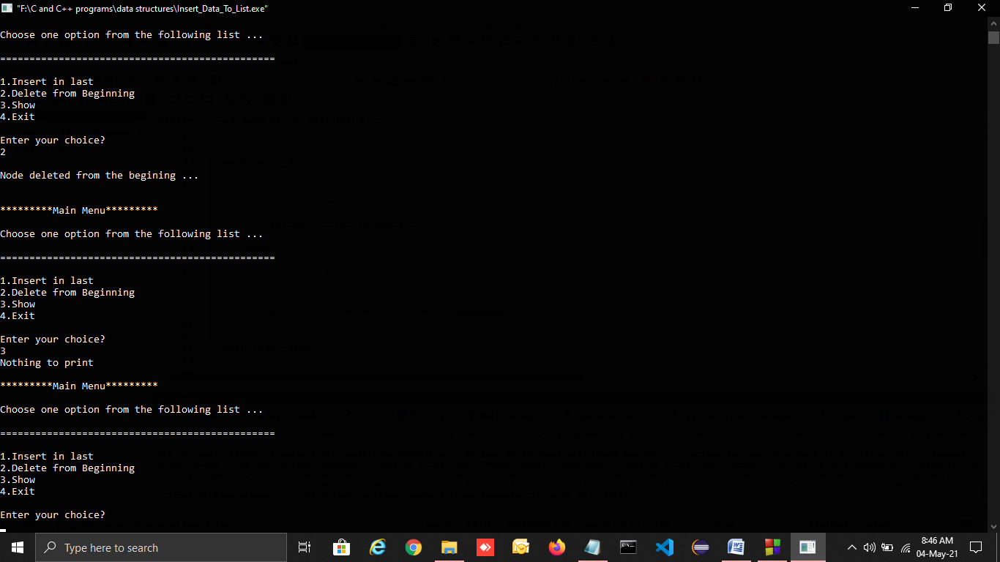 "F:\C and C++ programs\data structures\Insert_Data_To_List.exe"
Choose one option from the following list ...
===============================================
1.Insert in last
2.Delete from Beginning
3.Show
4.Exit
Enter your choice?
2
Node deleted from the begining ...
*********Main Menu*********
Choose one option from the following list ...
===============================================
1.Insert in last
2.Delete from Beginning
3.Show
4.Exit
Enter your choice?
3
Nothing to print
*********Main Menu*********
Choose one option from the following list ...
===============================================
1.Insert in last
2.Delete from Beginning
3.Show
4.Exit
Enter your choice?
Type here to search
8:46 AM
04-May-21